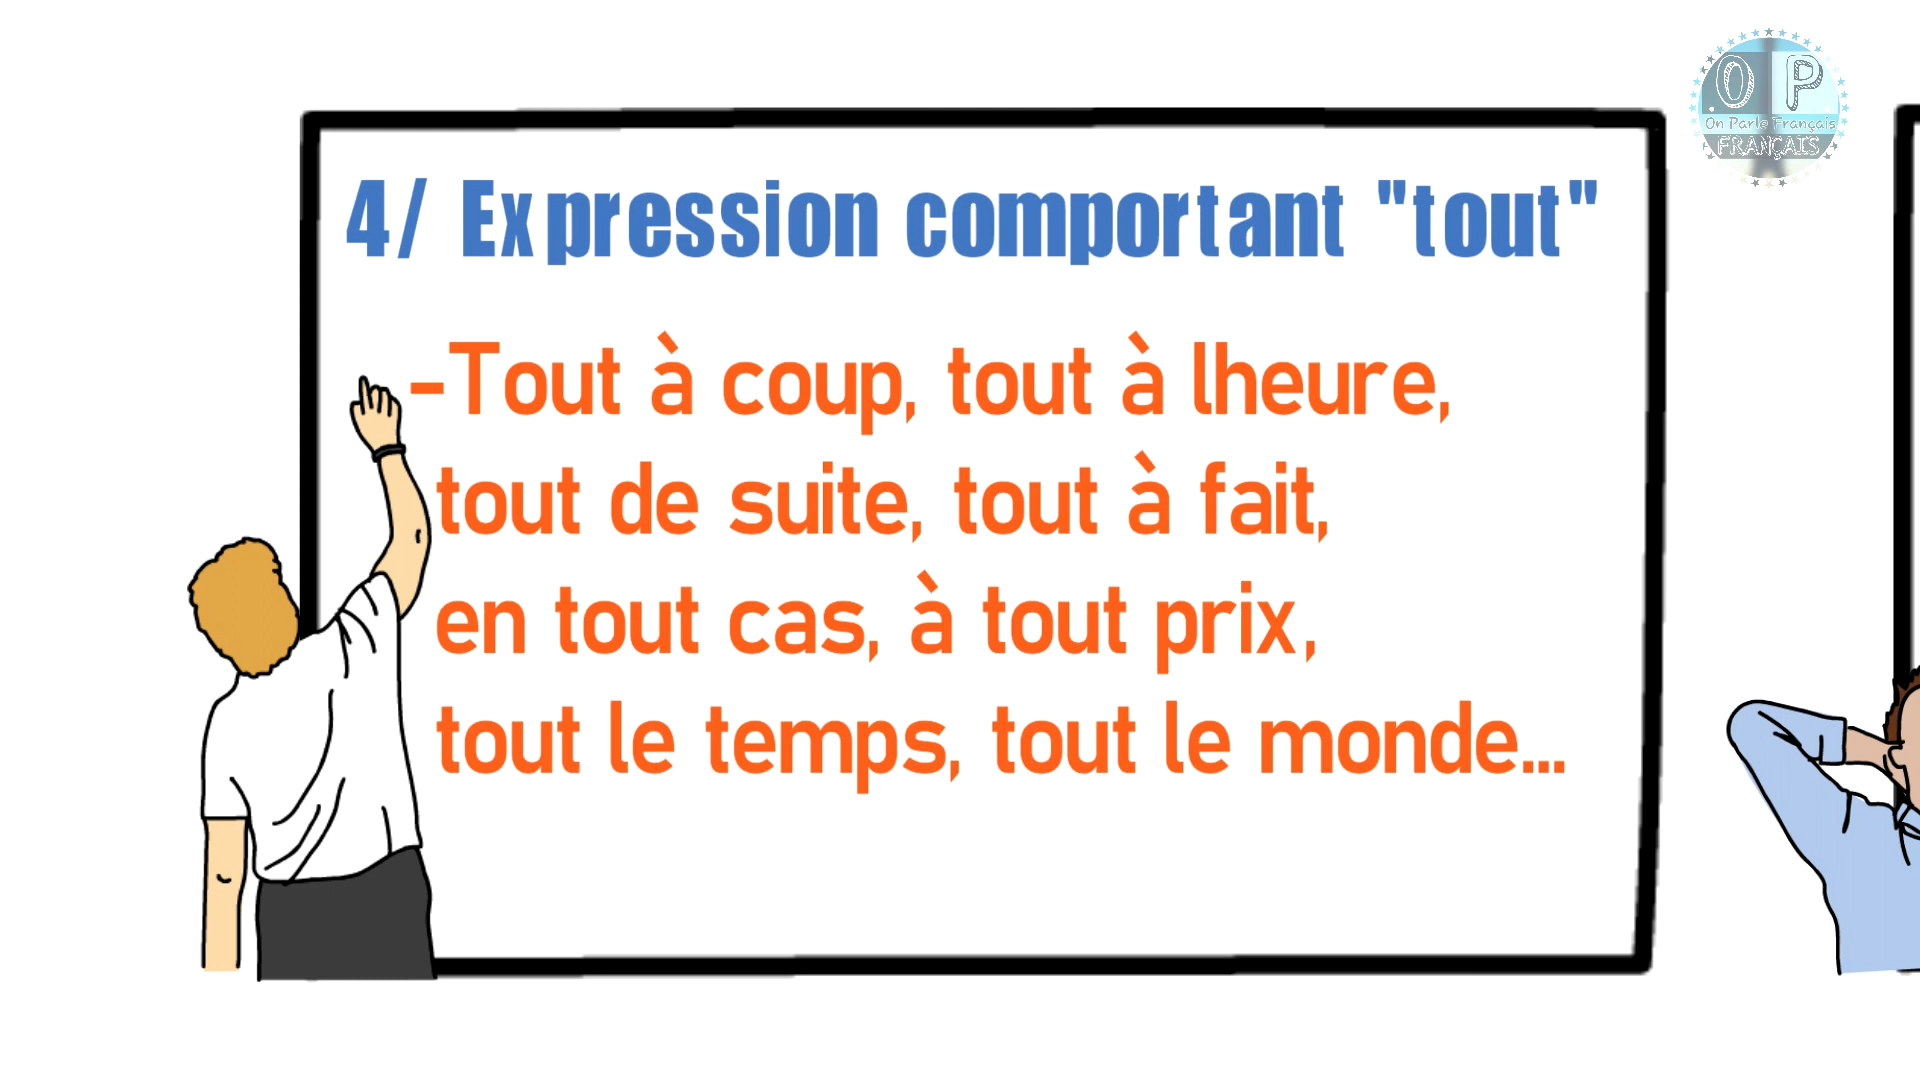 O P
On Parle Français
FRANÇAIS
4/ Expression comportant "tout"
-Tout à coup, tout à lheure,
tout de suite, tout à fait,
en tout cas, à tout prix,
tout le temps, tout le monde...